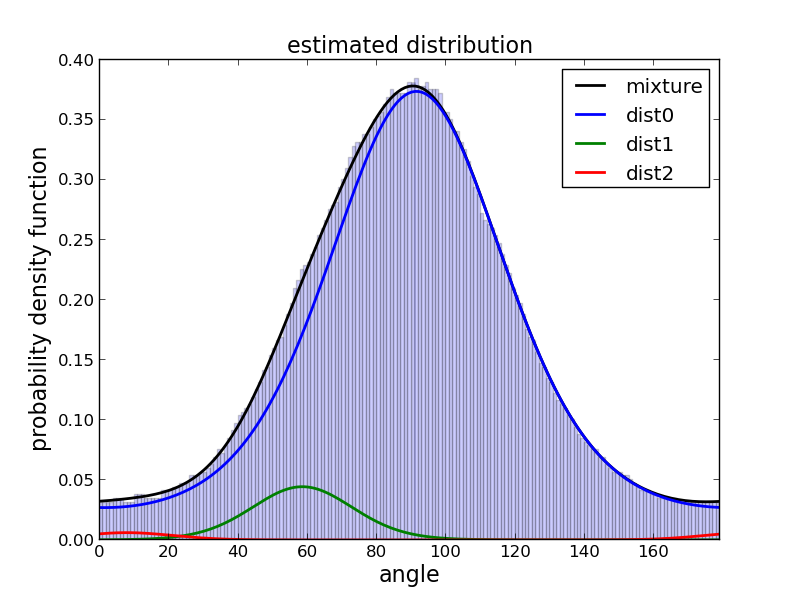 estimated distribution
mixture
dist0
dist1
dist2
probability density function
0.40
0.35
0.30
0.25
0.20
0.15
0.10
0.05
0.00
0 20 40 60 80 100 120 140 160
angle